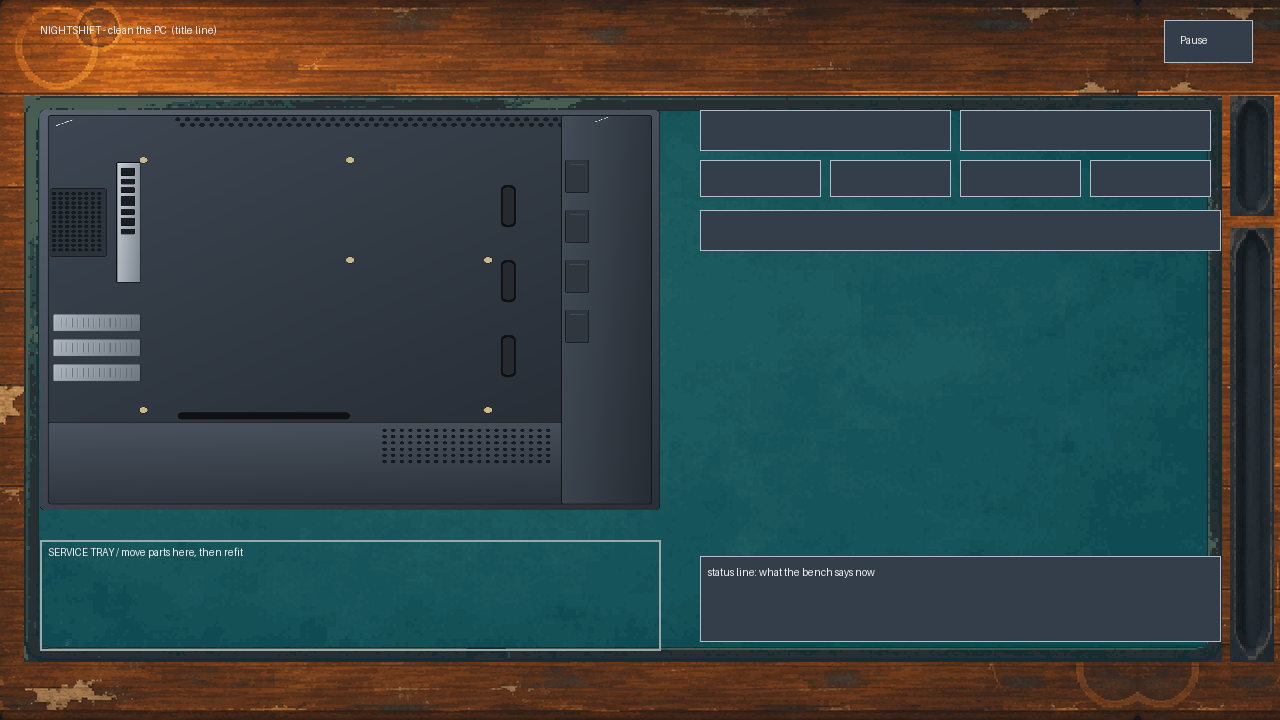 NIGHTSHIFT - clean the PC (title line)
Pause
SERVICE TRAY / move parts here, then refit
status line: what the bench says now